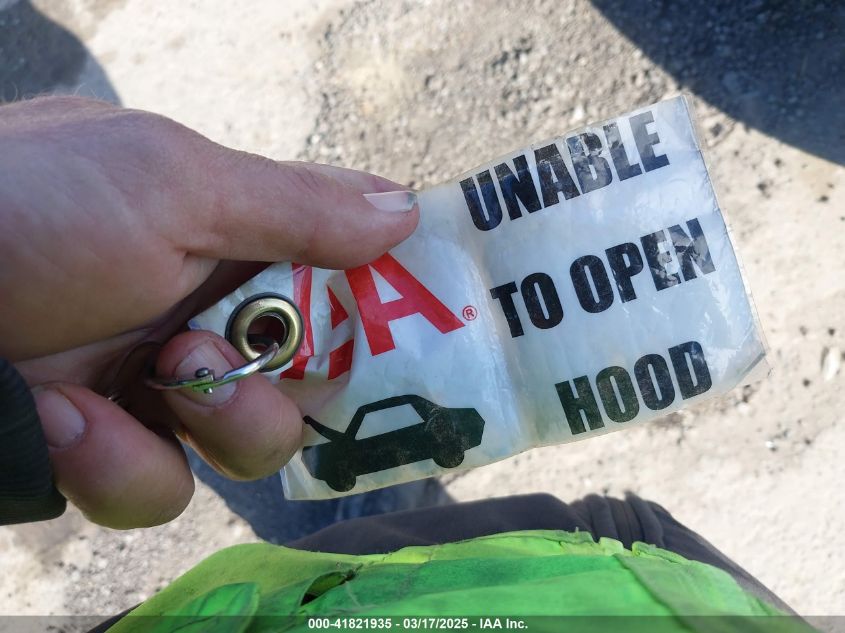 IAA®
UNABLE
TO OPEN
HOOD
000-41821935 - 03/17/2025 - IAA Inc.